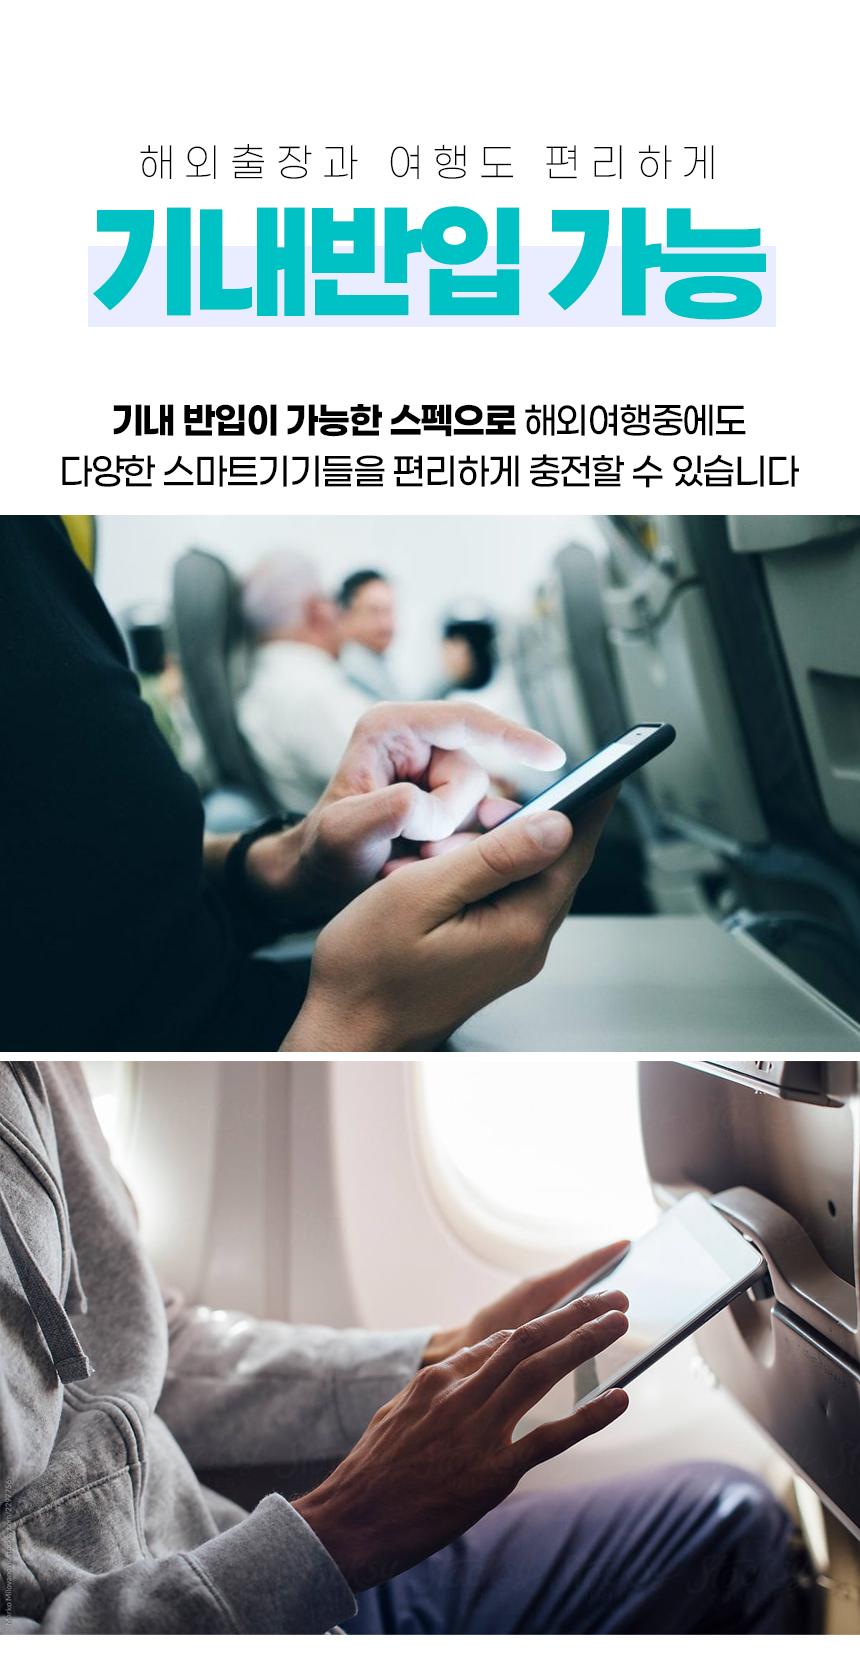 해외출장과 여행도 편리하게
기내반입 가능
기내 반입이 가능한 스펙으로 해외여행중에도
다양한 스마트기기들을 편리하게 충전할 수 있습니다